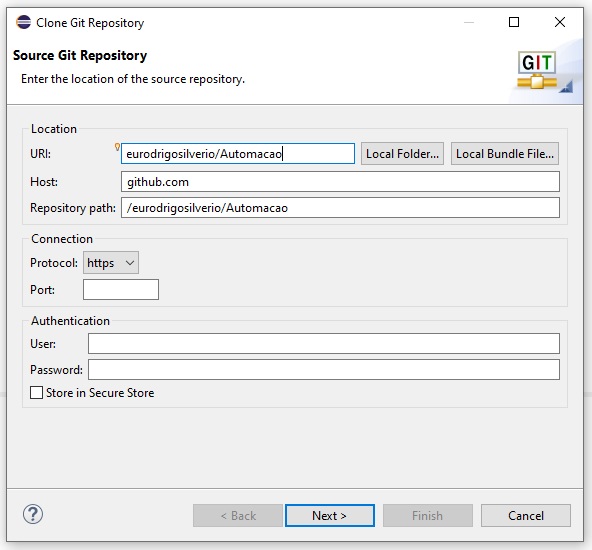 Clone Git Repository
Source Git Repository
Enter the location of the source repository.
GIT
Location
URI: eurodrigosilverio/Automacao Local Folder... Local Bundle File...
Host: github.com
Repository path: /eurodrigosilverio/Automacao
Connection
Protocol: https
Port:
Authentication
User:
Password:
Store in Secure Store
? < Back Next > Finish Cancel